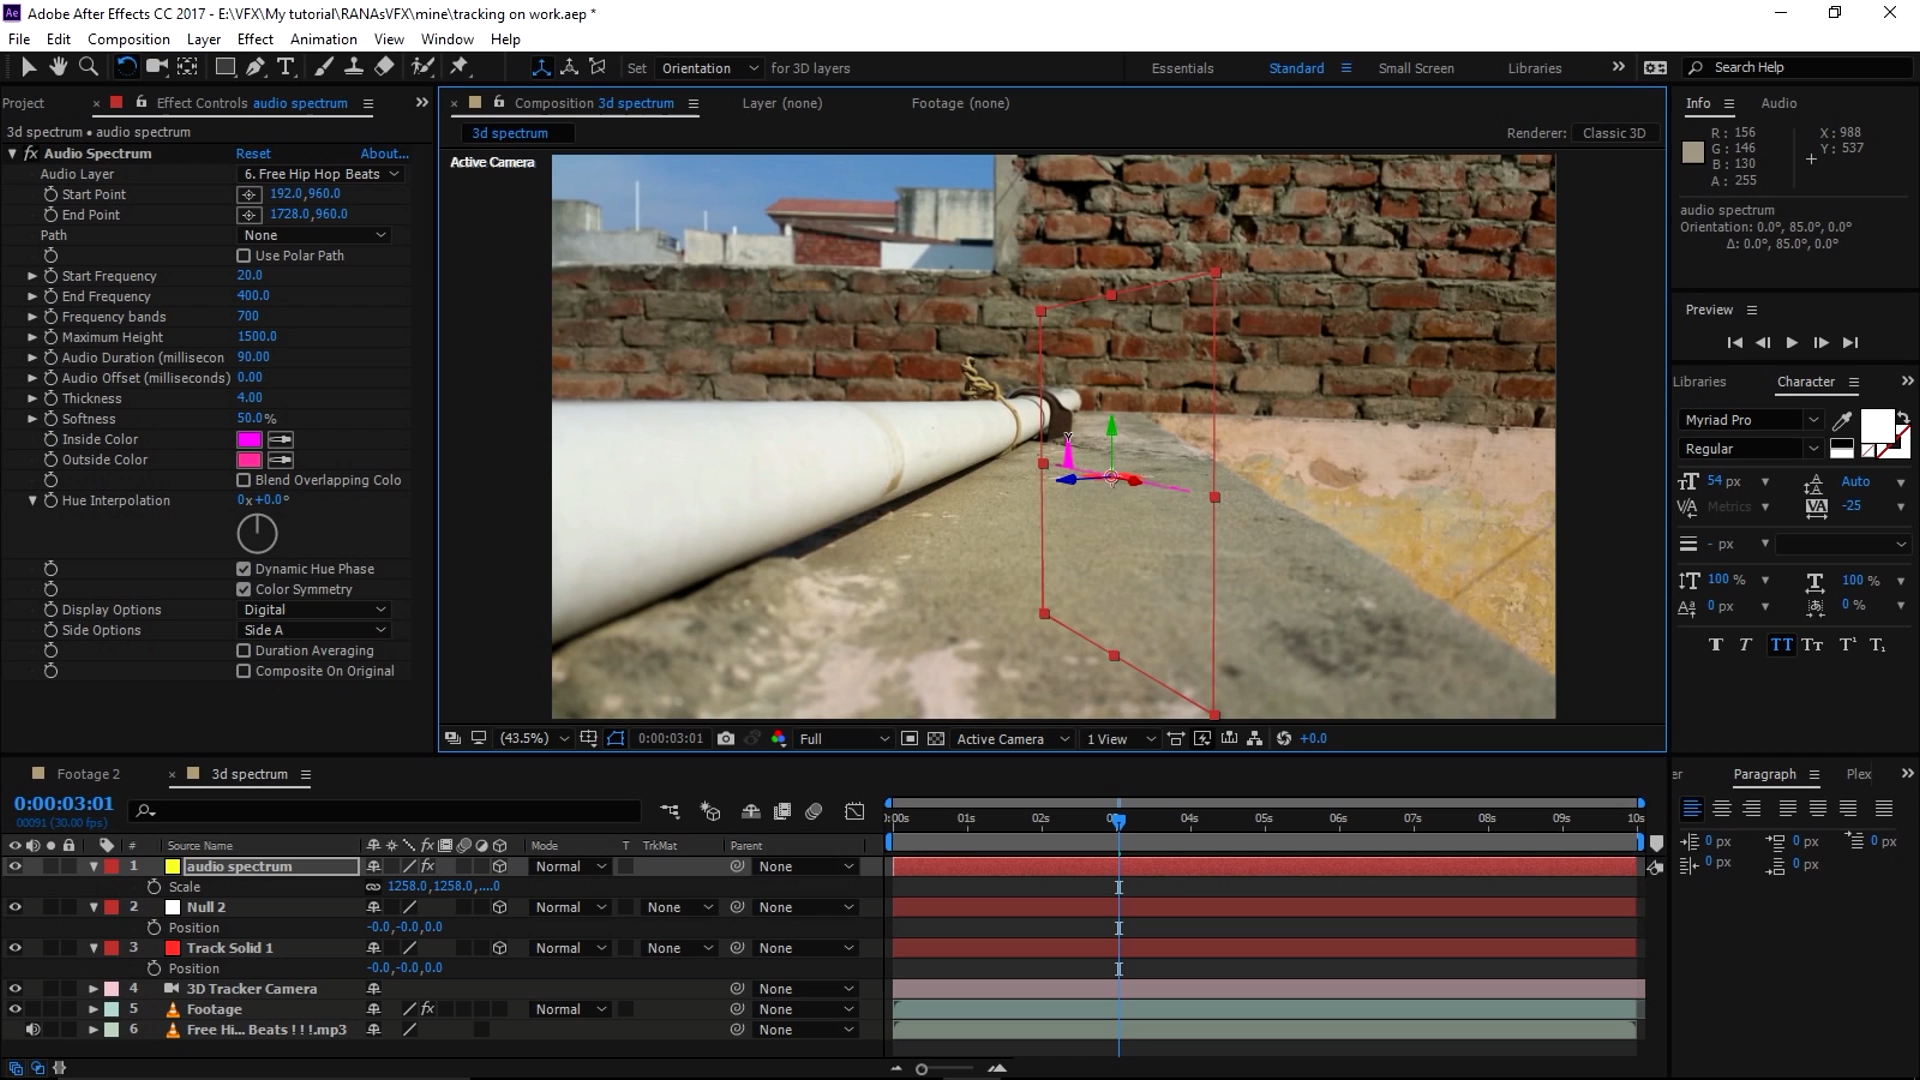 Ae Adobe After Effects CC 2017 - E:\VFX\My tutorial\RANAsVFX\mine\tracking on work.aep *
File Edit Composition Layer Effect Animation View Window Help
Set Orientation for 3D layers Essentials Standard Small Screen Libraries Search Help
Project Effect Controls audio spectrum
3d spectrum • audio spectrum
fx Audio Spectrum Reset About...
Audio Layer 6. Free Hip Hop Beats
Start Point 192.0,960.0
End Point 1728.0,960.0
Path None
Use Polar Path
Start Frequency 20.0
End Frequency 400.0
Frequency bands 700
Maximum Height 1500.0
Audio Duration (millisecon 90.00
Audio Offset (milliseconds) 0.00
Thickness 4.00
Softness 50.0%
Inside Color
Outside Color
Blend Overlapping Colo
Hue Interpolation 0x+0.0°
Dynamic Hue Phase
Color Symmetry
Display Options Digital
Side Options Side A
Duration Averaging
Composite On Original
Composition 3d spectrum Layer (none) Footage (none)
3d spectrum Renderer: Classic 3D
Active Camera
Y
(43.5%) 0:00:03:01 Full Active Camera 1 View +0.0
Info Audio
R: 156 X: 988
G: 146 Y: 537
B: 130
A: 255
audio spectrum
Orientation: 0.0°, 85.0°, 0.0°
Δ: 0.0°, 85.0°, 0.0°
Preview
Libraries Character
Myriad Pro
Regular
54 px Auto
Metrics -25
- px
100 % 100 %
0 px 0 %
T T TT Tt T¹ T₁
er Paragraph Plex
0 px 0 px 0 px
0 px 0 px
Footage 2 3d spectrum
0:00:03:01
00091 (30.00 fps)
:00s 01s 02s 04s 05s 06s 07s 08s 09s 10s
# Source Name Mode T TrkMat Parent
1 audio spectrum fx Normal None
Scale 1258.0,1258.0,....0
2 Null 2 Normal None None
Position -0.0,-0.0,0.0
3 Track Solid 1 Normal None None
Position -0.0,-0.0,0.0
4 3D Tracker Camera None
5 Footage fx Normal None
6 Free Hi... Beats ! ! !.mp3 None